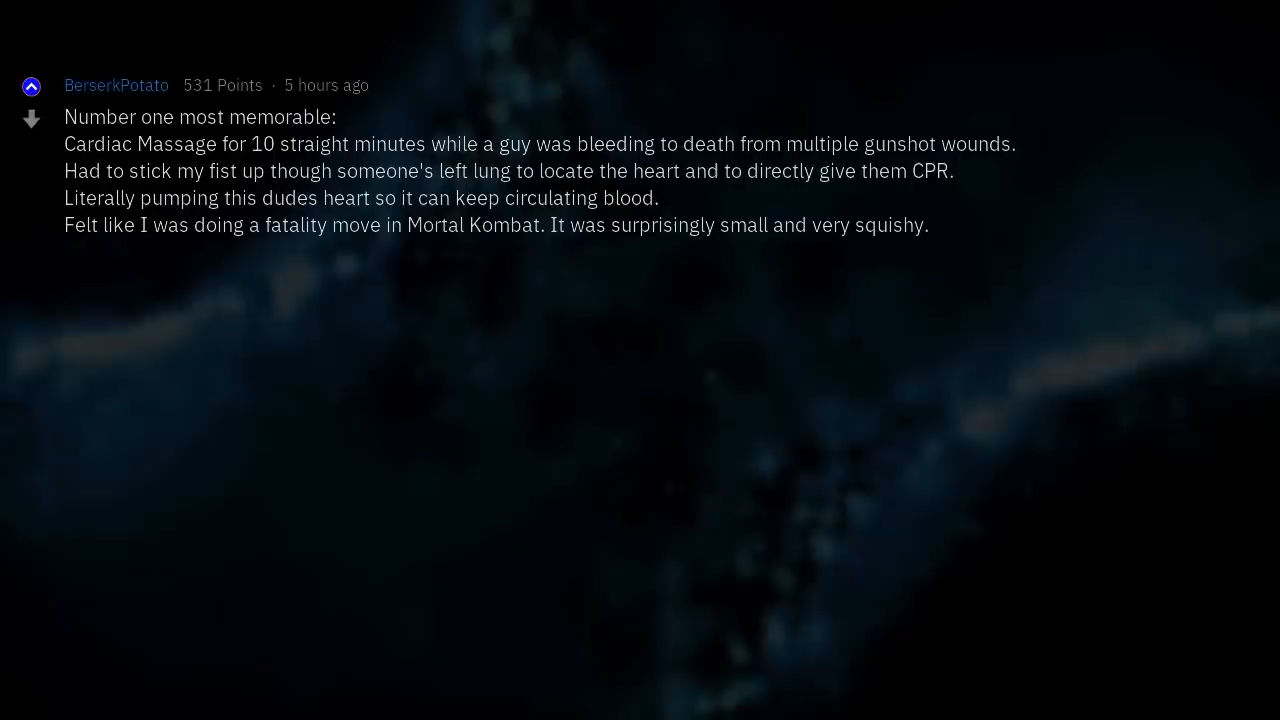 BerserkPotato 531 Points · 5 hours ago
Number one most memorable:
Cardiac Massage for 10 straight minutes while a guy was bleeding to death from multiple gunshot wounds.
Had to stick my fist up though someone's left lung to locate the heart and to directly give them CPR.
Literally pumping this dudes heart so it can keep circulating blood.
Felt like I was doing a fatality move in Mortal Kombat. It was surprisingly small and very squishy.